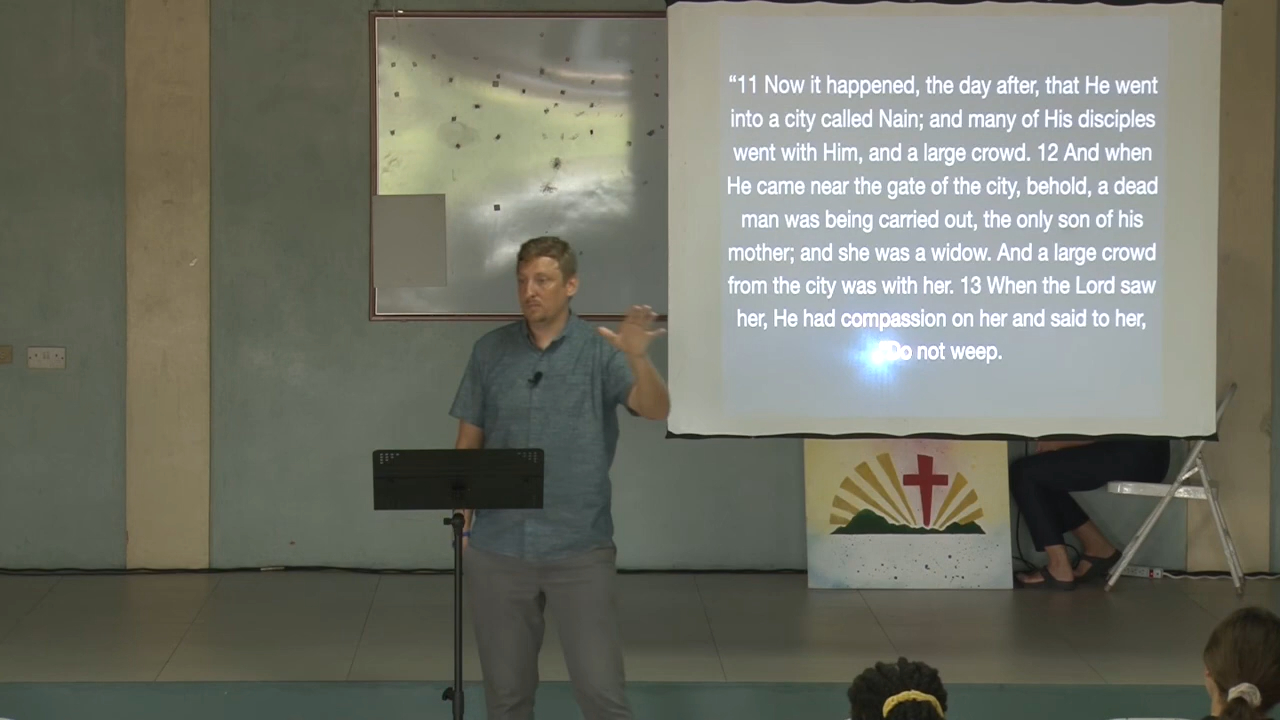 “11 Now it happened, the day after, that He went
into a city called Nain; and many of His disciples
went with Him, and a large crowd. 12 And when
He came near the gate of the city, behold, a dead
man was being carried out, the only son of his
mother; and she was a widow. And a large crowd
from the city was with her. 13 When the Lord saw
her, He had compassion on her and said to her,
“Do not weep.